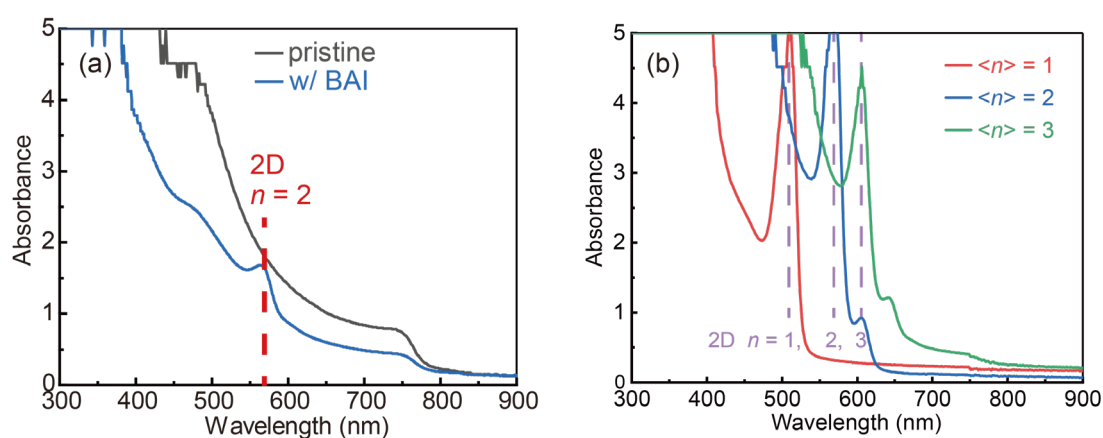 (a)
pristine
w/ BAI
2D
n = 2
Absorbance
5
4
3
2
1
0
300 400 500 600 700 800 900
Wavelength (nm)
(b)
<n> = 1
<n> = 2
<n> = 3
2D n = 1, 2, 3
Absorbance
5
4
3
2
1
0
300 400 500 600 700 800 900
Wavelength (nm)